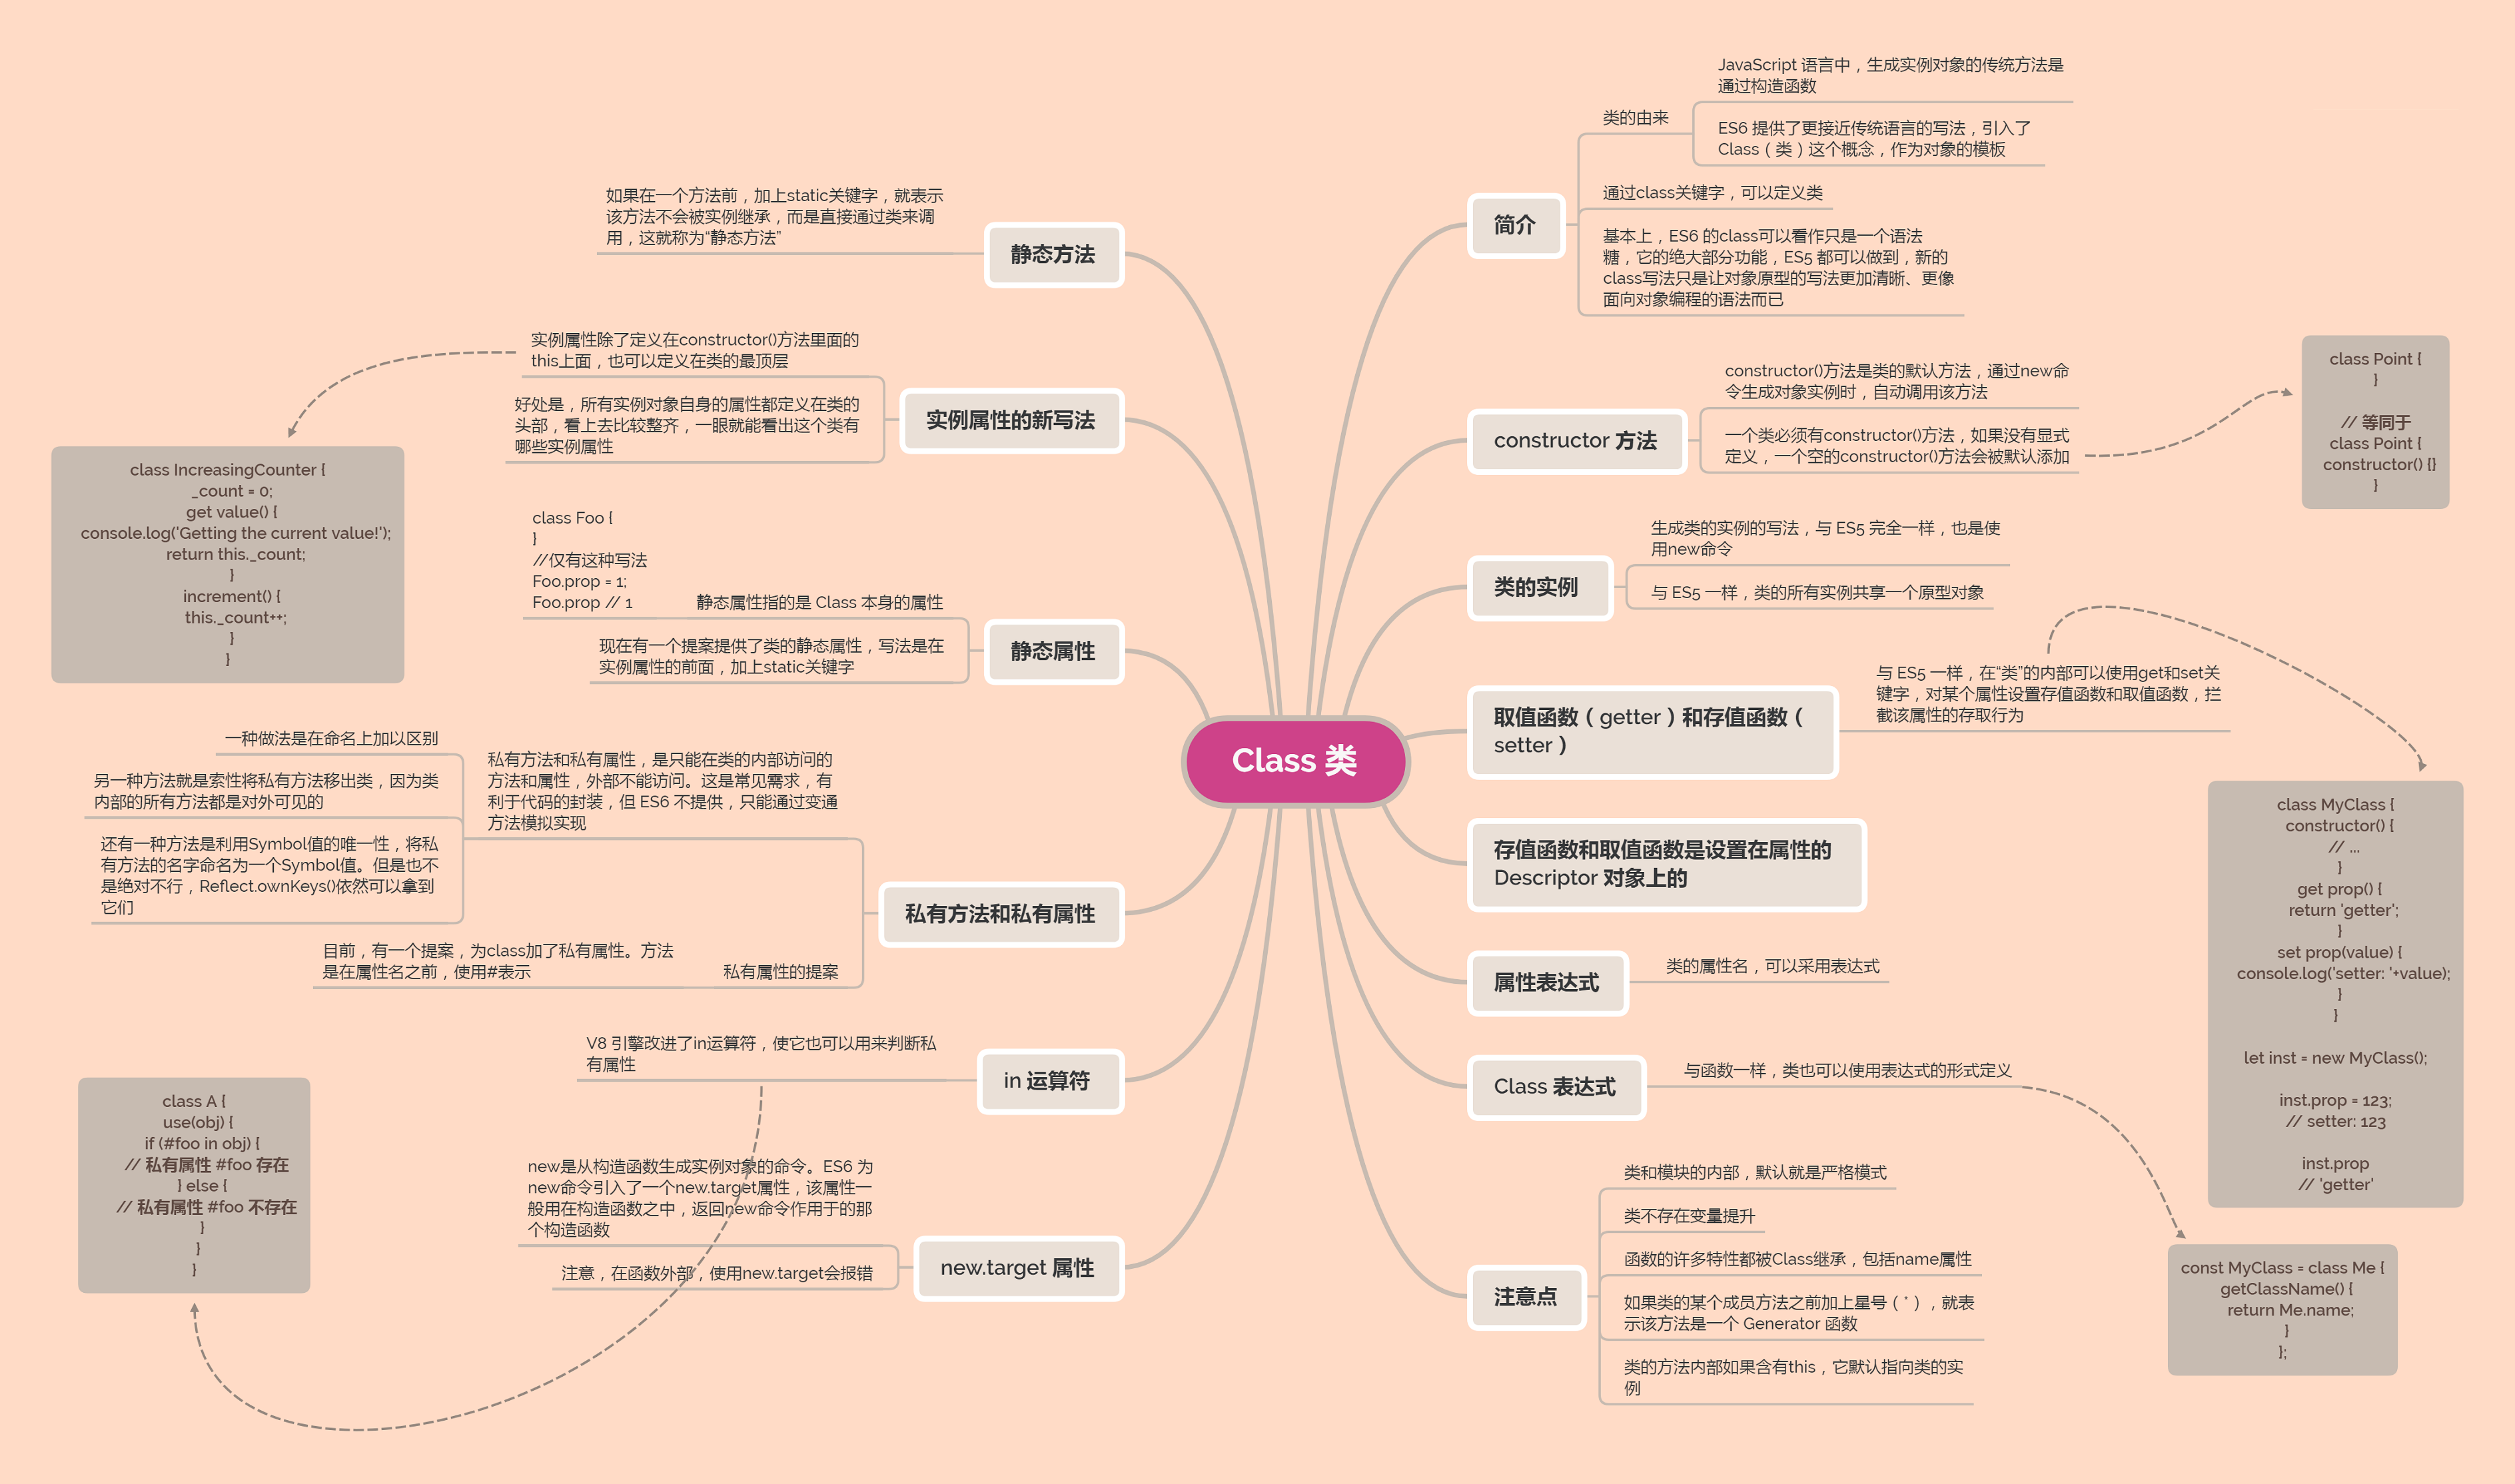 Class 类
简介
类的由来
JavaScript 语言中，生成实例对象的传统方法是
通过构造函数
ES6 提供了更接近传统语言的写法，引入了
Class（类）这个概念，作为对象的模板
通过class关键字，可以定义类
基本上，ES6 的class可以看作只是一个语法
糖，它的绝大部分功能，ES5 都可以做到，新的
class写法只是让对象原型的写法更加清晰、更像
面向对象编程的语法而已
constructor 方法
constructor()方法是类的默认方法，通过new命
令生成对象实例时，自动调用该方法
一个类必须有constructor()方法，如果没有显式
定义，一个空的constructor()方法会被默认添加
class Point {
}
// 等同于
class Point {
constructor() {}
}
类的实例
生成类的实例的写法，与 ES5 完全一样，也是使
用new命令
与 ES5 一样，类的所有实例共享一个原型对象
取值函数（getter）和存值函数（
setter）
与 ES5 一样，在“类”的内部可以使用get和set关
键字，对某个属性设置存值函数和取值函数，拦
截该属性的存取行为
class MyClass {
constructor() {
// ...
}
get prop() {
return 'getter';
}
set prop(value) {
console.log('setter: '+value);
}
}
let inst = new MyClass();
inst.prop = 123;
// setter: 123
inst.prop
// 'getter'
存值函数和取值函数是设置在属性的
Descriptor 对象上的
属性表达式
类的属性名，可以采用表达式
Class 表达式
与函数一样，类也可以使用表达式的形式定义
const MyClass = class Me {
getClassName() {
return Me.name;
}
};
注意点
类和模块的内部，默认就是严格模式
类不存在变量提升
函数的许多特性都被Class继承，包括name属性
如果类的某个成员方法之前加上星号（*），就表
示该方法是一个 Generator 函数
类的方法内部如果含有this，它默认指向类的实
例
静态方法
如果在一个方法前，加上static关键字，就表示
该方法不会被实例继承，而是直接通过类来调
用，这就称为“静态方法”
实例属性的新写法
实例属性除了定义在constructor()方法里面的
this上面，也可以定义在类的最顶层
好处是，所有实例对象自身的属性都定义在类的
头部，看上去比较整齐，一眼就能看出这个类有
哪些实例属性
class IncreasingCounter {
_count = 0;
get value() {
console.log('Getting the current value!');
return this._count;
}
increment() {
this._count++;
}
}
静态属性
静态属性指的是 Class 本身的属性
class Foo {
}
//仅有这种写法
Foo.prop = 1;
Foo.prop // 1
现在有一个提案提供了类的静态属性，写法是在
实例属性的前面，加上static关键字
私有方法和私有属性
私有方法和私有属性，是只能在类的内部访问的
方法和属性，外部不能访问。这是常见需求，有
利于代码的封装，但 ES6 不提供，只能通过变通
方法模拟实现
一种做法是在命名上加以区别
另一种方法就是索性将私有方法移出类，因为类
内部的所有方法都是对外可见的
还有一种方法是利用Symbol值的唯一性，将私
有方法的名字命名为一个Symbol值。但是也不
是绝对不行，Reflect.ownKeys()依然可以拿到
它们
私有属性的提案
目前，有一个提案，为class加了私有属性。方法
是在属性名之前，使用#表示
in 运算符
V8 引擎改进了in运算符，使它也可以用来判断私
有属性
class A {
use(obj) {
if (#foo in obj) {
// 私有属性 #foo 存在
} else {
// 私有属性 #foo 不存在
}
}
}
new.target 属性
new是从构造函数生成实例对象的命令。ES6 为
new命令引入了一个new.target属性，该属性一
般用在构造函数之中，返回new命令作用于的那
个构造函数
注意，在函数外部，使用new.target会报错